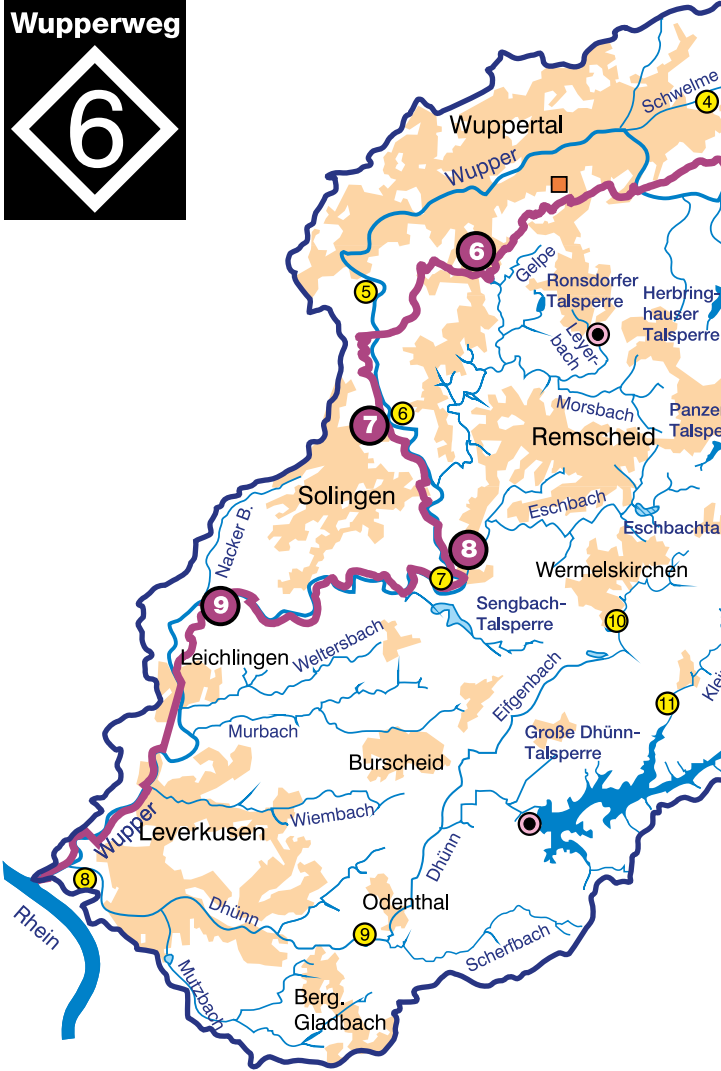 Wupperweg
6
Schwelme
4
Wuppertal
Wupper
6
Gelpe
5
Ronsdorfer
Talsperre
Herbring-
hauser
Talsperre
Leyer-
bach
Morsbach
6
7
Panze
Talspe
Remscheid
Solingen
Eschbach
Nacker B.
Eschbachta
8
7
Wermelskirchen
9
Sengbach-
Talsperre
10
Leichlingen
Weltersbach
Eifgenbach
Klei
11
Murbach
Große Dhünn-
Talsperre
Burscheid
Wiembach
Wupper
Leverkusen
Dhünn
8
Odenthal
Dhünn
Rhein
9
Scherfbach
Mutzbach
Berg.
Gladbach